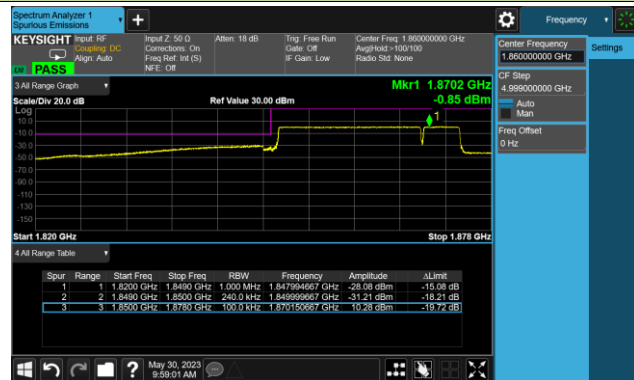 Spectrum Analyzer 1
Spurious Emissions
Frequency
KEYSIGHT
Input: RF
Coupling: DC
Align: Auto
Input Z: 50 Ω
Corrections: On
Freq Ref: Int (S)
NFE: Off
Atten: 18 dB
Trig: Free Run
Gate: Off
IF Gain: Low
Center Freq: 1.860000000 GHz
Avg|Hold:>100/100
Radio Std: None
PASS
Center Frequency
1.860000000 GHz
Settings
CF Step
4.999000000 GHz
Auto
Man
Freq Offset
0 Hz
3 All Range Graph
Mkr1 1.8702 GHz
Scale/Div 20.0 dB
Ref Value 30.00 dBm
-0.85 dBm
Log
10.0
-10.0
-30.0
-50.0
-70.0
-90.0
-110
-130
-150
1
Start 1.820 GHz
Stop 1.878 GHz
4 All Range Table
Spur Range Start Freq Stop Freq RBW Frequency Amplitude ΔLimit
1 1 1.8200 GHz 1.8490 GHz 1.000 MHz 1.847994667 GHz -28.08 dBm -15.08 dB
2 2 1.8490 GHz 1.8500 GHz 240.0 kHz 1.849999667 GHz -31.21 dBm -18.21 dB
3 3 1.8500 GHz 1.8780 GHz 100.0 kHz 1.870150667 GHz 10.28 dBm -19.72 dB
?
May 30, 2023
9:59:01 AM